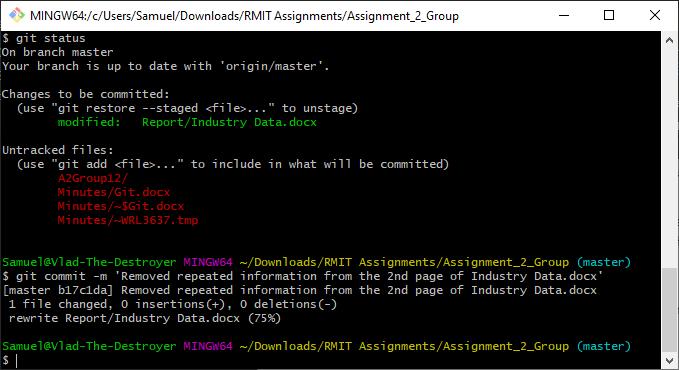 MINGW64:/c/Users/Samuel/Downloads/RMIT Assignments/Assignment_2_Group
$ git status
On branch master
Your branch is up to date with 'origin/master'.
Changes to be committed:
(use "git restore --staged <file>..." to unstage)
modified:   Report/Industry Data.docx
Untracked files:
(use "git add <file>..." to include in what will be committed)
A2Group12/
Minutes/Git.docx
Minutes/~$Git.docx
Minutes/~WRL3637.tmp
Samuel@Vlad-The-Destroyer MINGW64 ~/Downloads/RMIT Assignments/Assignment_2_Group (master)
$ git commit -m 'Removed repeated information from the 2nd page of Industry Data.docx'
[master b17c1da] Removed repeated information from the 2nd page of Industry Data.docx
1 file changed, 0 insertions(+), 0 deletions(-)
rewrite Report/Industry Data.docx (75%)
Samuel@Vlad-The-Destroyer MINGW64 ~/Downloads/RMIT Assignments/Assignment_2_Group (master)
$